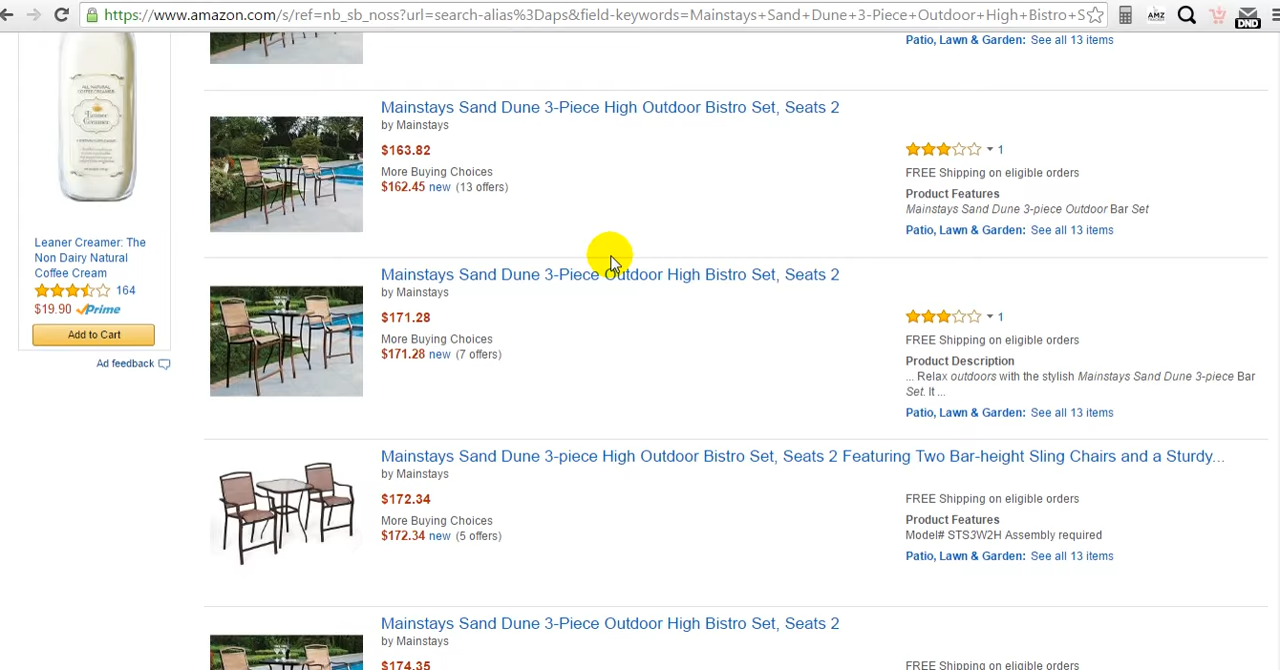 https://www.amazon.com/s/ref=nb_sb_noss?url=search-alias%3Daps&field-keywords=Mainstays+Sand+Dune+3-Piece+Outdoor+High+Bistro+S
AMZ
DND
Patio, Lawn & Garden: See all 13 items
Leaner Creamer: The
Non Dairy Natural
Coffee Cream
164
$19.90 Prime
Add to Cart
Ad feedback
Mainstays Sand Dune 3-Piece High Outdoor Bistro Set, Seats 2
by Mainstays
$163.82
More Buying Choices
$162.45 new (13 offers)
1
FREE Shipping on eligible orders
Product Features
Mainstays Sand Dune 3-piece Outdoor Bar Set
Patio, Lawn & Garden: See all 13 items
Mainstays Sand Dune 3-Piece Outdoor High Bistro Set, Seats 2
by Mainstays
$171.28
More Buying Choices
$171.28 new (7 offers)
1
FREE Shipping on eligible orders
Product Description
... Relax outdoors with the stylish Mainstays Sand Dune 3-piece Bar
Set. It ...
Patio, Lawn & Garden: See all 13 items
Mainstays Sand Dune 3-piece High Outdoor Bistro Set, Seats 2 Featuring Two Bar-height Sling Chairs and a Sturdy...
by Mainstays
$172.34
More Buying Choices
$172.34 new (5 offers)
FREE Shipping on eligible orders
Product Features
Model# STS3W2H Assembly required
Patio, Lawn & Garden: See all 13 items
Mainstays Sand Dune 3-Piece Outdoor High Bistro Set, Seats 2
by Mainstays
$174.35
FREE Shipping on eligible orders